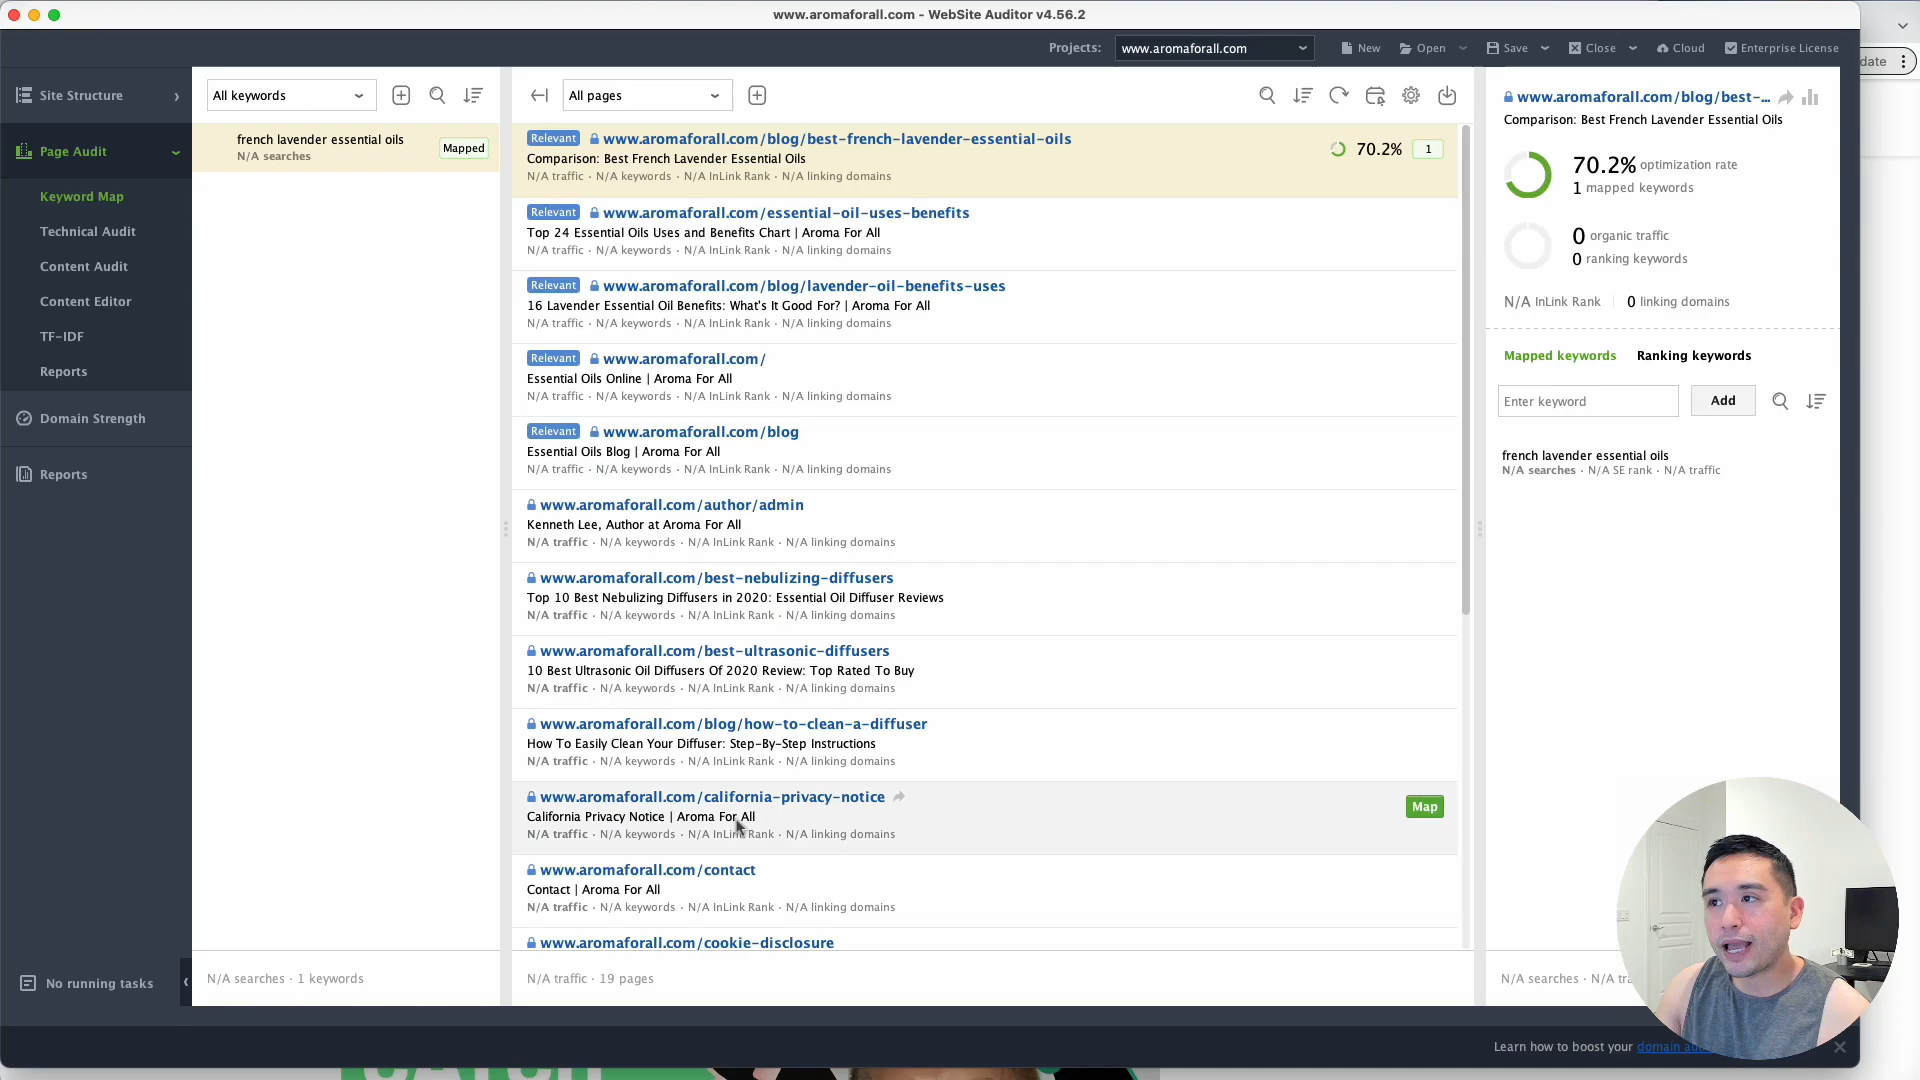 www.aromaforall.com - WebSite Auditor v4.56.2
Projects: www.aromaforall.com New Open Save Close Cloud Enterprise License
date
Site Structure
Page Audit
Keyword Map
Technical Audit
Content Audit
Content Editor
TF-IDF
Reports
Domain Strength
Reports
No running tasks
All keywords
french lavender essential oils
N/A searches
Mapped
N/A searches · 1 keywords
All pages
Relevant www.aromaforall.com/blog/best-french-lavender-essential-oils
Comparison: Best French Lavender Essential Oils
N/A traffic · N/A keywords · N/A InLink Rank · N/A linking domains
70.2% 1
Relevant www.aromaforall.com/essential-oil-uses-benefits
Top 24 Essential Oils Uses and Benefits Chart | Aroma For All
N/A traffic · N/A keywords · N/A InLink Rank · N/A linking domains
Relevant www.aromaforall.com/blog/lavender-oil-benefits-uses
16 Lavender Essential Oil Benefits: What's It Good For? | Aroma For All
N/A traffic · N/A keywords · N/A InLink Rank · N/A linking domains
Relevant www.aromaforall.com/
Essential Oils Online | Aroma For All
N/A traffic · N/A keywords · N/A InLink Rank · N/A linking domains
Relevant www.aromaforall.com/blog
Essential Oils Blog | Aroma For All
N/A traffic · N/A keywords · N/A InLink Rank · N/A linking domains
www.aromaforall.com/author/admin
Kenneth Lee, Author at Aroma For All
N/A traffic · N/A keywords · N/A InLink Rank · N/A linking domains
www.aromaforall.com/best-nebulizing-diffusers
Top 10 Best Nebulizing Diffusers in 2020: Essential Oil Diffuser Reviews
N/A traffic · N/A keywords · N/A InLink Rank · N/A linking domains
www.aromaforall.com/best-ultrasonic-diffusers
10 Best Ultrasonic Oil Diffusers Of 2020 Review: Top Rated To Buy
N/A traffic · N/A keywords · N/A InLink Rank · N/A linking domains
www.aromaforall.com/blog/how-to-clean-a-diffuser
How To Easily Clean Your Diffuser: Step-By-Step Instructions
N/A traffic · N/A keywords · N/A InLink Rank · N/A linking domains
www.aromaforall.com/california-privacy-notice
California Privacy Notice | Aroma For All
N/A traffic · N/A keywords · N/A InLink Rank · N/A linking domains
Map
www.aromaforall.com/contact
Contact | Aroma For All
N/A traffic · N/A keywords · N/A InLink Rank · N/A linking domains
www.aromaforall.com/cookie-disclosure
N/A traffic · 19 pages
www.aromaforall.com/blog/best-...
Comparison: Best French Lavender Essential Oils
70.2% optimization rate
1 mapped keywords
0 organic traffic
0 ranking keywords
N/A InLink Rank 0 linking domains
Mapped keywords Ranking keywords
Enter keyword Add
french lavender essential oils
N/A searches · N/A SE rank · N/A traffic
N/A searches · N/A
Learn how to boost your domain